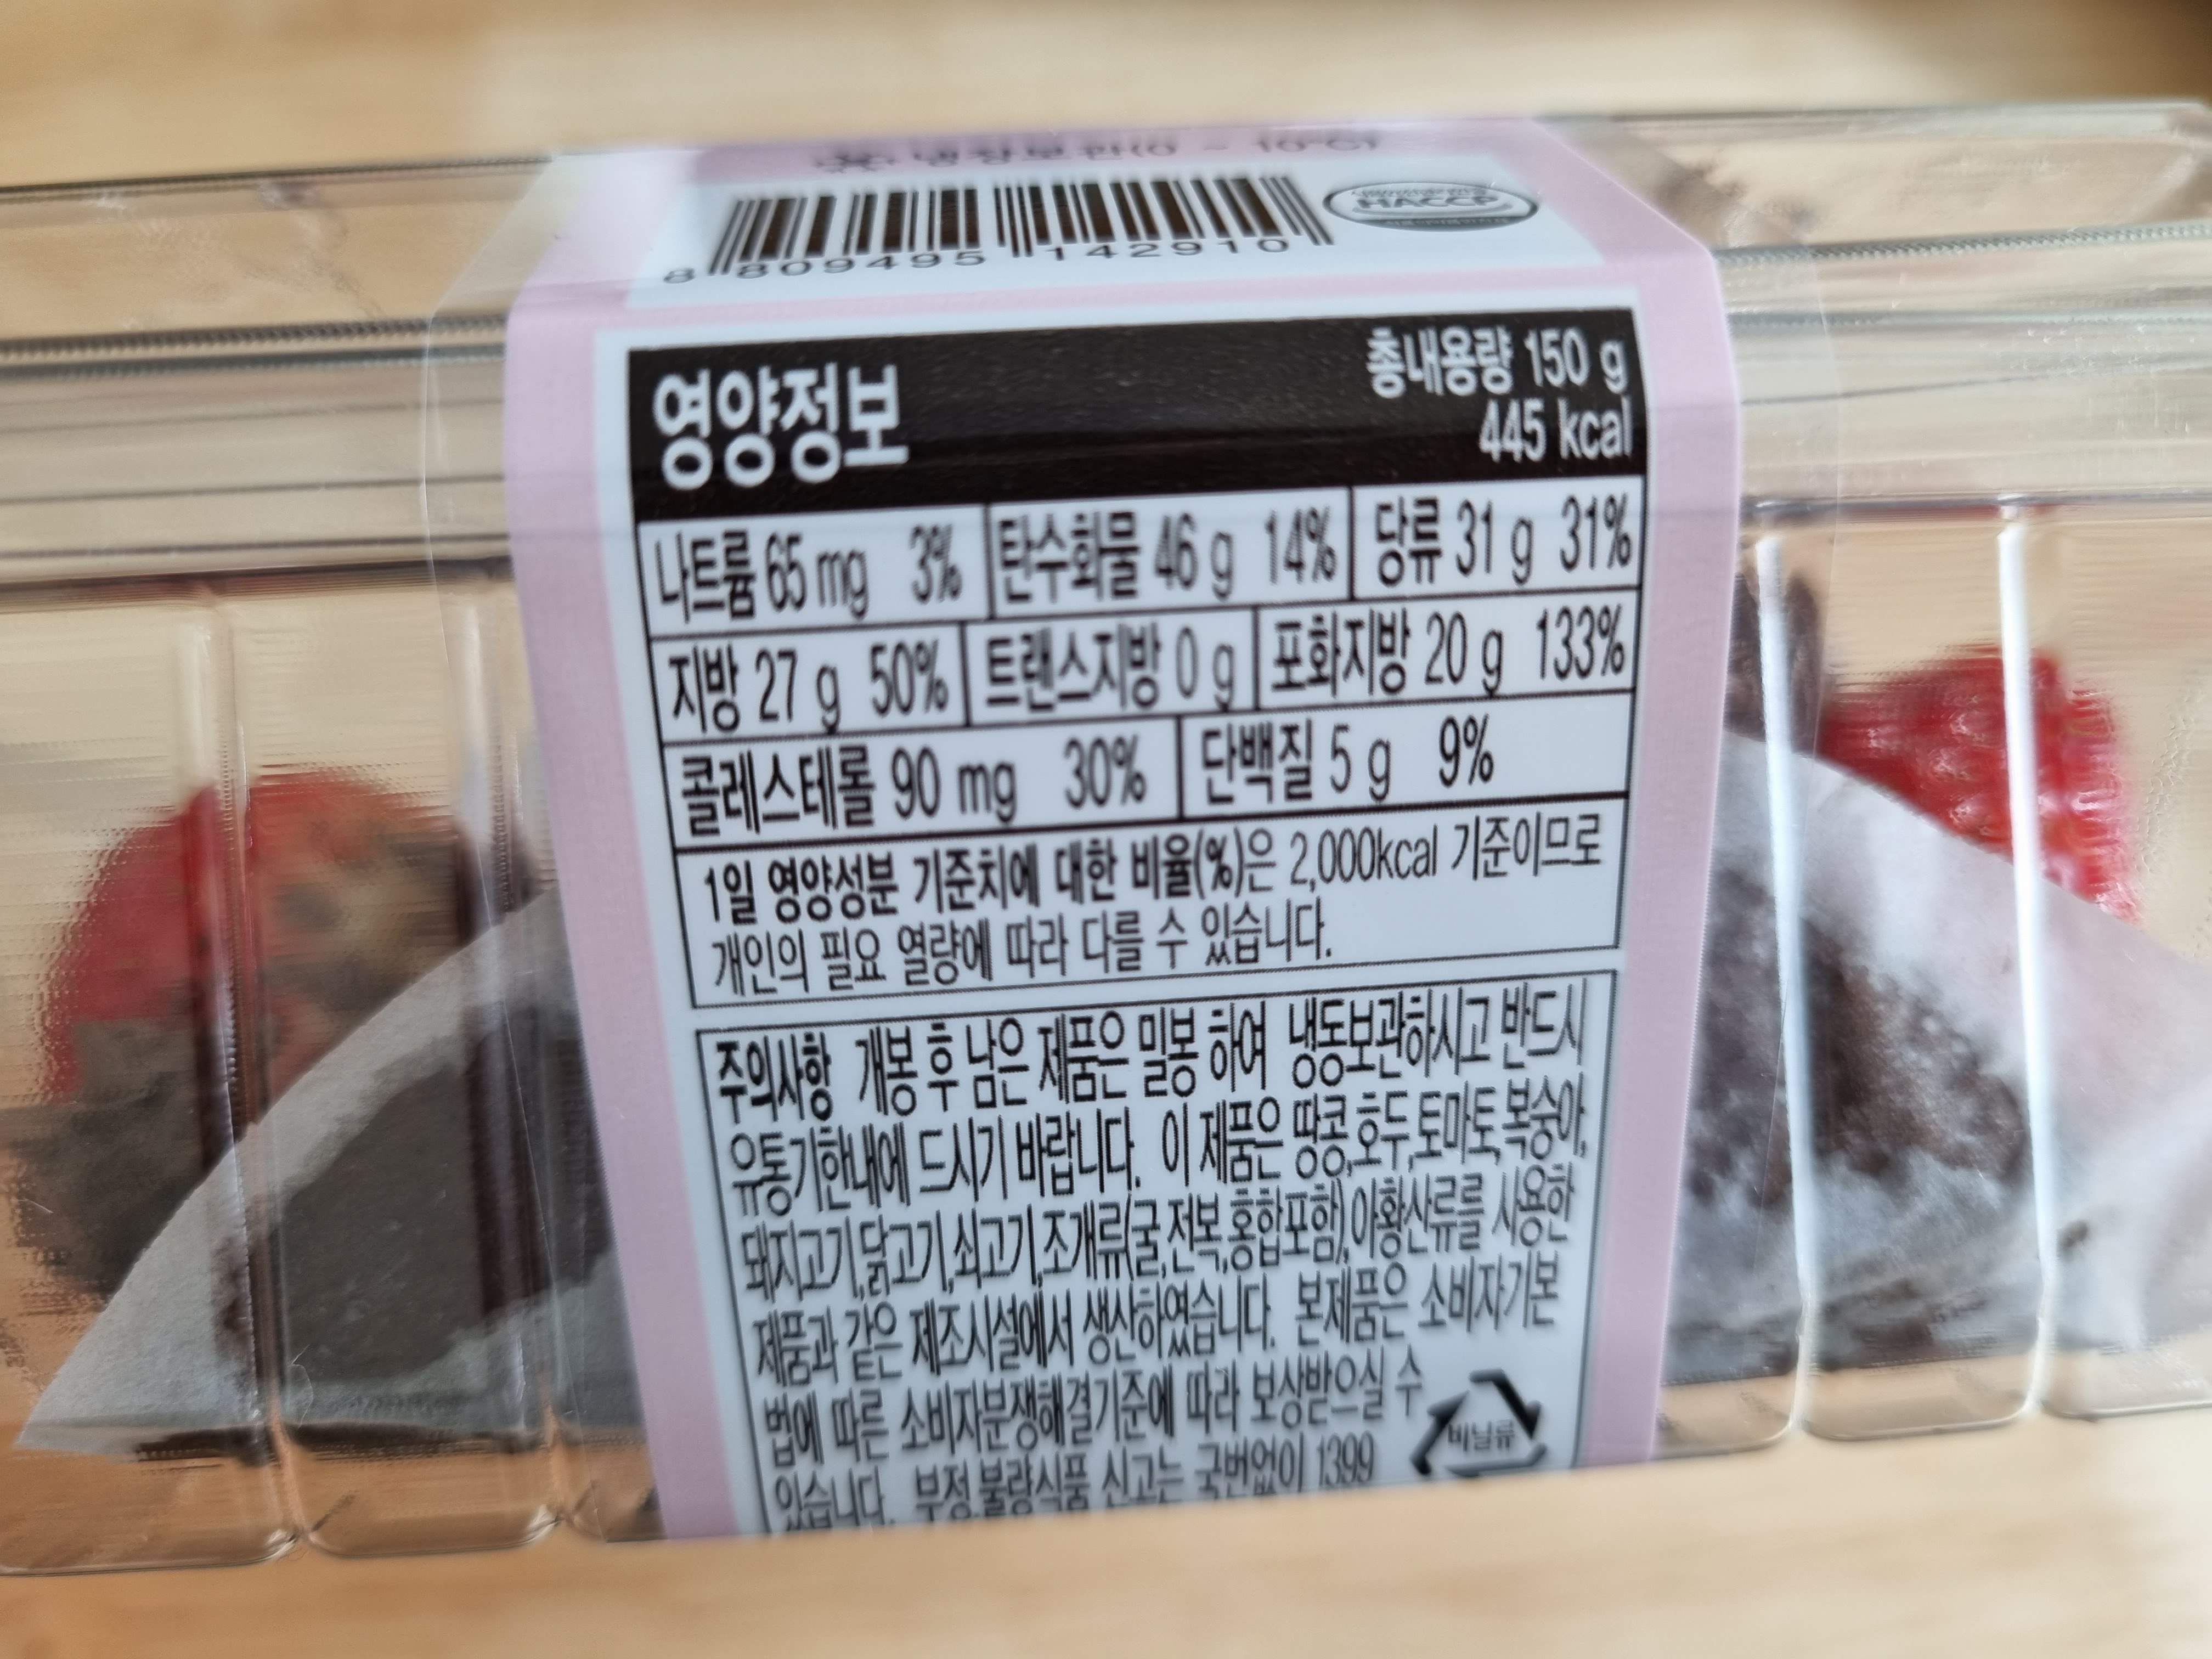 냉장보관(0 - 10℃)
8 809495 142910
HACCP
영양정보
총내용량 150 g
445 kcal
나트륨 65 mg 3% 탄수화물 46 g 14% 당류 31 g 31%
지방 27 g 50% 트랜스지방 0 g 포화지방 20 g 133%
콜레스테롤 90 mg 30% 단백질 5 g 9%
1일 영양성분 기준치에 대한 비율(%)은 2,000kcal 기준이므로
개인의 필요 열량에 따라 다를 수 있습니다.
주의사항 개봉 후 남은 제품은 밀봉 하여 냉동보관하시고 반드시
유통기한내에 드시기 바랍니다. 이 제품은 땅콩,호두,토마토,복숭아,
돼지고기,닭고기,쇠고기,조개류(굴,전복,홍합포함),아황산류를 사용한
제품과 같은 제조시설에서 생산하였습니다. 본제품은 소비자기본
법에 따른 소비자분쟁해결기준에 따라 보상받으실 수
있습니다. 부정.불량식품 신고는 국번없이 1399
비닐류